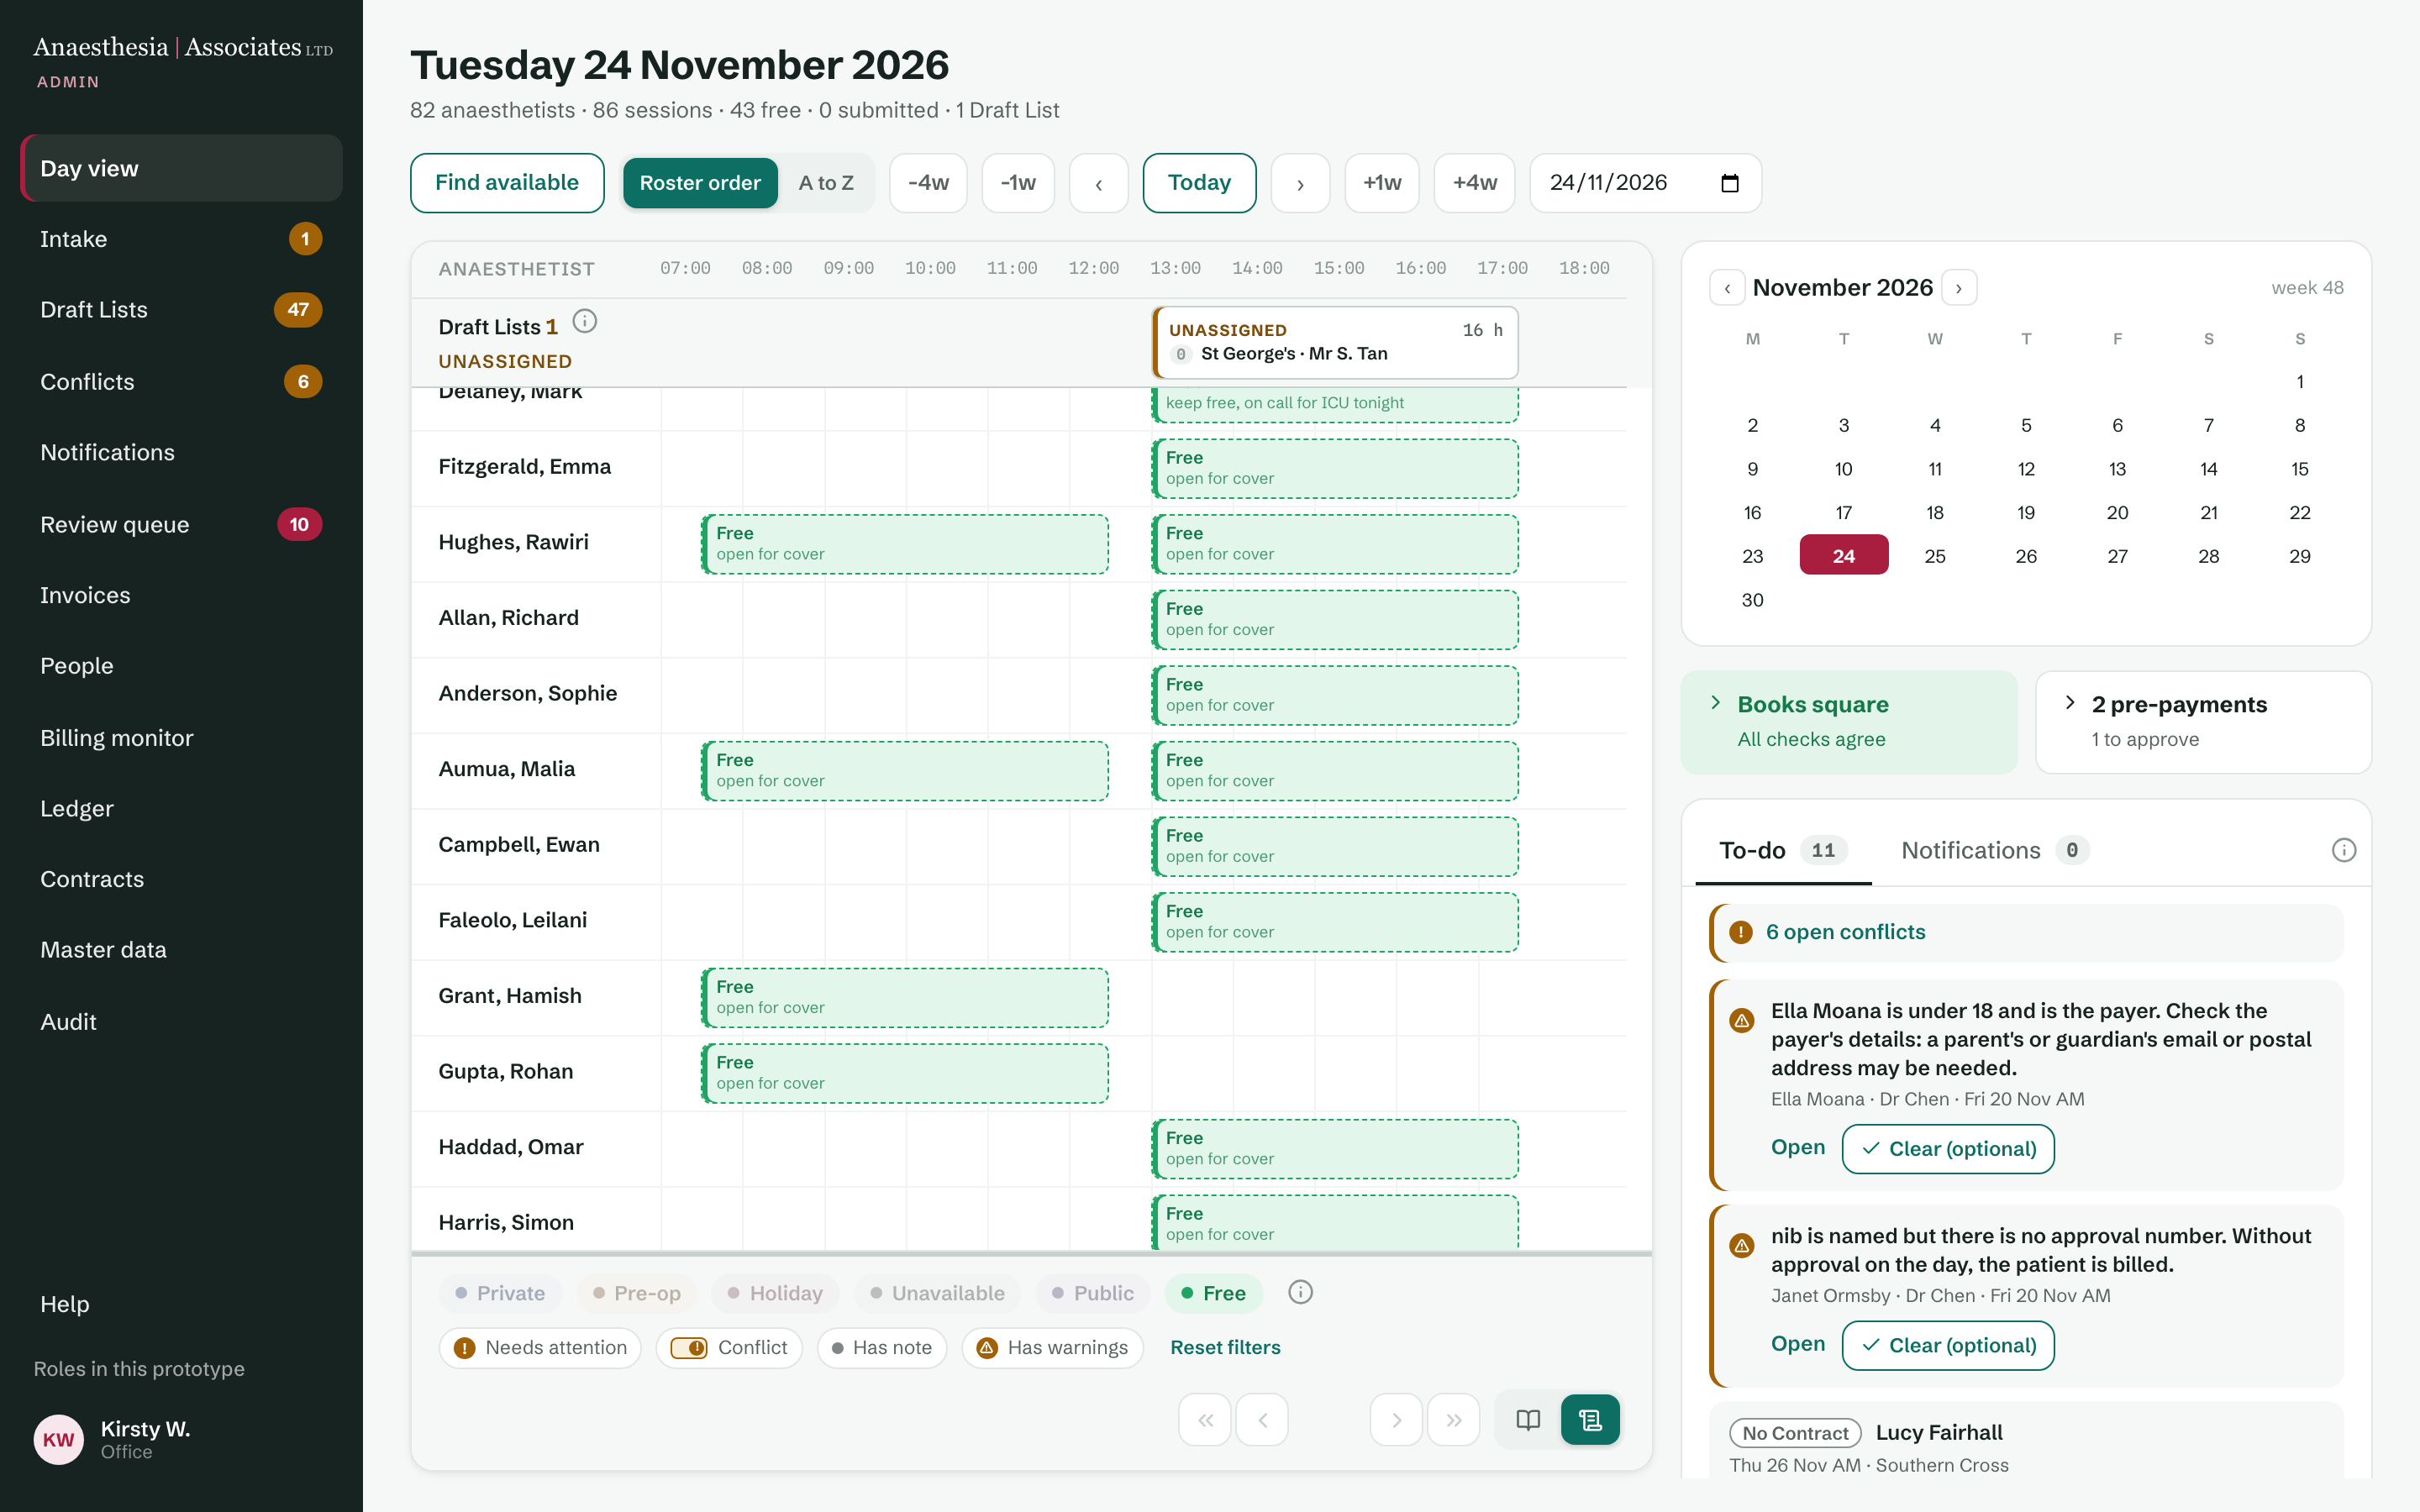 Anaesthesia | Associates LTD
ADMIN
Day view
Intake 1
Draft Lists 47
Conflicts 6
Notifications
Review queue 10
Invoices
People
Billing monitor
Ledger
Contracts
Master data
Audit
Help
Roles in this prototype
KW Kirsty W.
Office
Tuesday 24 November 2026
82 anaesthetists · 86 sessions · 43 free · 0 submitted · 1 Draft List
Find available Roster order A to Z -4w -1w ‹ Today › +1w +4w 24/11/2026
ANAESTHETIST 07:00 08:00 09:00 10:00 11:00 12:00 13:00 14:00 15:00 16:00 17:00 18:00
Draft Lists 1
UNASSIGNED
UNASSIGNED 16 h
0 St George's · Mr S. Tan
Delaney, Mark
keep free, on call for ICU tonight
Fitzgerald, Emma
Free
open for cover
Hughes, Rawiri
Free
open for cover
Free
open for cover
Allan, Richard
Free
open for cover
Anderson, Sophie
Free
open for cover
Aumua, Malia
Free
open for cover
Free
open for cover
Campbell, Ewan
Free
open for cover
Faleolo, Leilani
Free
open for cover
Grant, Hamish
Free
open for cover
Gupta, Rohan
Free
open for cover
Haddad, Omar
Free
open for cover
Harris, Simon
Free
open for cover
Private Pre-op Holiday Unavailable Public Free
Needs attention Conflict Has note Has warnings Reset filters
‹ November 2026 › week 48
M T W T F S S
1
2 3 4 5 6 7 8
9 10 11 12 13 14 15
16 17 18 19 20 21 22
23 24 25 26 27 28 29
30
Books square
All checks agree
2 pre-payments
1 to approve
To-do 11 Notifications 0
6 open conflicts
Ella Moana is under 18 and is the payer. Check the
payer's details: a parent's or guardian's email or postal
address may be needed.
Ella Moana · Dr Chen · Fri 20 Nov AM
Open Clear (optional)
nib is named but there is no approval number. Without
approval on the day, the patient is billed.
Janet Ormsby · Dr Chen · Fri 20 Nov AM
Open Clear (optional)
No Contract Lucy Fairhall
Thu 26 Nov AM · Southern Cross